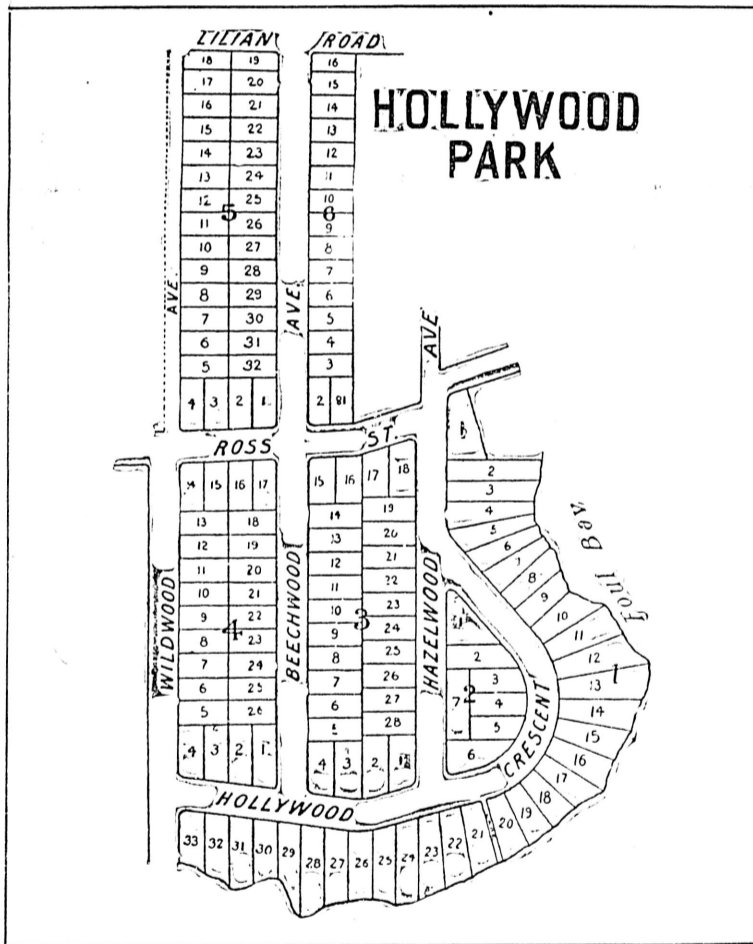 LILIAN ROAD
HOLLYWOOD
PARK
18 19 16
17 20 15
16 21 14
15 22 13
14 23 12
13 24 11
12 25 10
5 6
11 26 9
10 27 8
9 28 7
8 29 6
7 30 5
6 31 4
5 32 3
4 3 2 1 2
AVE
AVE
AVE
ROSS ST
15 16 17 15 16 17 18
2
3
4
5
6
7
8
9
10
11
12
13
14
15
16
17
18
19
20
Foul Bay
1
13 18 14 19
12 19 13 20
11 20 12 21
10 21 11 22
9 22 10 23
4 3
8 23 9 24
7 24 8 25
6 25 7 26
5 26 6 27
28
4 3 2 1 4 3 2
WILDWOOD
BEECHWOOD
HAZELWOOD
1
2
3
2
7 4
5
6
CRESCENT
HOLLYWOOD
33 32 31 30 29 28 27 26 25 24 23 22 21